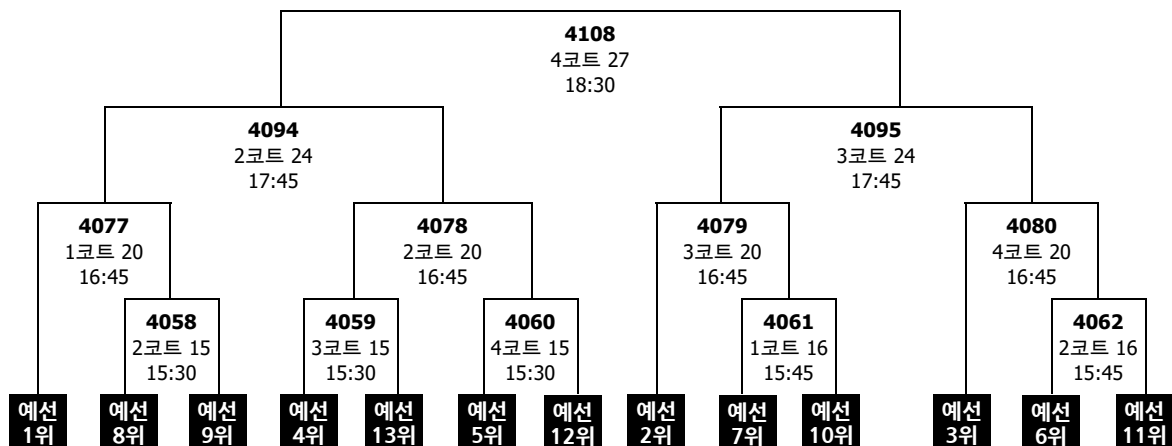 4108
4코트 27
18:30
4094
2코트 24
17:45
4095
3코트 24
17:45
4077
1코트 20
16:45
4078
2코트 20
16:45
4079
3코트 20
16:45
4080
4코트 20
16:45
4058
2코트 15
15:30
4059
3코트 15
15:30
4060
4코트 15
15:30
4061
1코트 16
15:45
4062
2코트 16
15:45
예선
1위
예선
8위
예선
9위
예선
4위
예선
13위
예선
5위
예선
12위
예선
2위
예선
7위
예선
10위
예선
3위
예선
6위
예선
11위